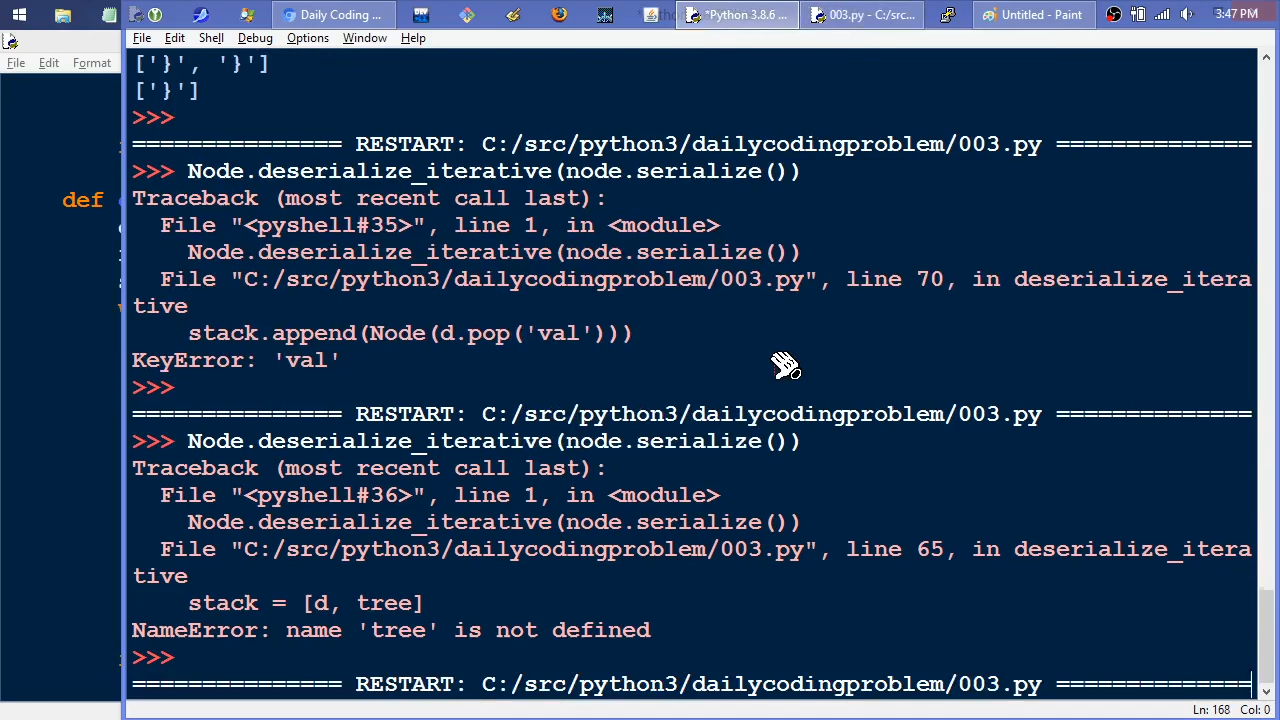 Daily Coding ...
*Python 3.8.6 ...
003.py - C:/src...
Untitled - Paint
3:47 PM
File Edit Format
File Edit Shell Debug Options Window Help
def
['}', '}']
['}']
>>>
=============== RESTART: C:/src/python3/dailycodingproblem/003.py ==============
>>> Node.deserialize_iterative(node.serialize())
Traceback (most recent call last):
File "<pyshell#35>", line 1, in <module>
Node.deserialize_iterative(node.serialize())
File "C:/src/python3/dailycodingproblem/003.py", line 70, in deserialize_itera
tive
stack.append(Node(d.pop('val')))
KeyError: 'val'
>>>
=============== RESTART: C:/src/python3/dailycodingproblem/003.py ==============
>>> Node.deserialize_iterative(node.serialize())
Traceback (most recent call last):
File "<pyshell#36>", line 1, in <module>
Node.deserialize_iterative(node.serialize())
File "C:/src/python3/dailycodingproblem/003.py", line 65, in deserialize_itera
tive
stack = [d, tree]
NameError: name 'tree' is not defined
>>>
=============== RESTART: C:/src/python3/dailycodingproblem/003.py ==============
Ln: 168 Col: 0